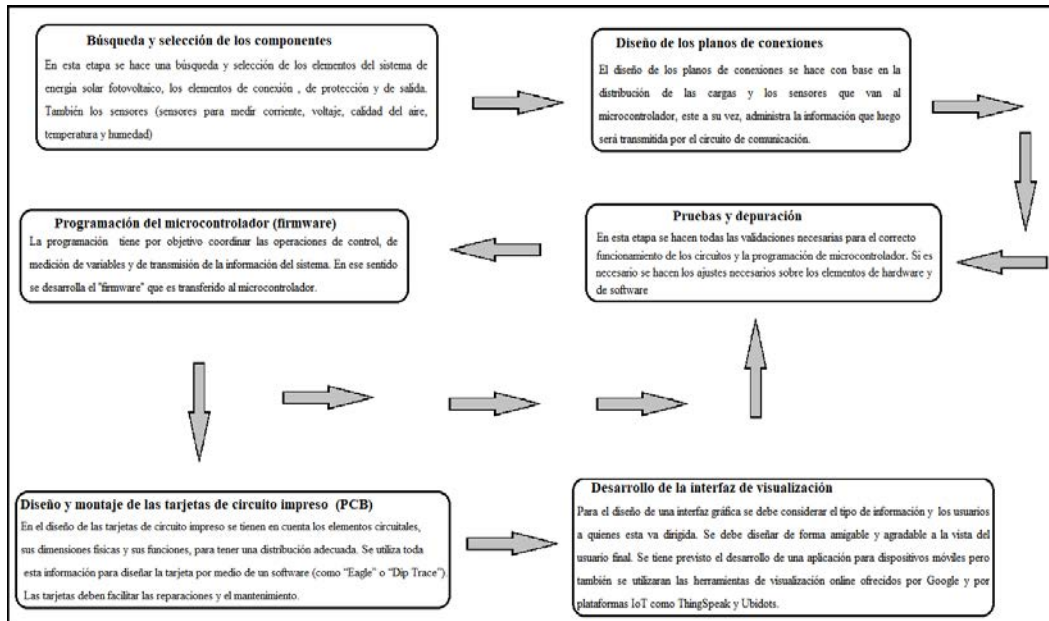 Búsqueda y selección de los componentes
En esta etapa se hace una búsqueda y selección de los elementos del sistema de
energia solar fotovoltaico, los elementos de conexión , de protección y de salida.
También los sensores (sensores para medir corriente, voltaje, calidad del aire,
temperatura y humedad)
Diseño de los planos de conexiones
El diseño de los planos de conexiones se hace con base en la
distribución de las cargas y los sensores que van al
microcontrolador, este a su vez, administra la información que luego
será transmitida por el circuito de comunicación.
Programación del microcontrolador (firmware)
La programación tiene por objetivo coordinar las operaciones de control, de
medición de variables y de transmisión de la información del sistema. En ese sentido
se desarrolla el "firmware" que es transferido al microcontrolador.
Pruebas y depuración
En esta etapa se hacen todas las validaciones necesarias para el correcto
funcionamiento de los circuitos y la programación de microcontrolador. Si es
necesario se hacen los ajustes necesarios sobre los elementos de hardware y
de software
Diseño y montaje de las tarjetas de circuito impreso (PCB)
En el diseño de las tarjetas de circuito impreso se tienen en cuenta los elementos circuitales,
sus dimensiones físicas y sus funciones, para tener una distribución adecuada. Se utiliza toda
esta información para diseñar la tarjeta por medio de un software (como “Eagle” o “Dip Trace”).
Las tarjetas deben facilitar las reparaciones y el mantenimiento.
Desarrollo de la interfaz de visualización
Para el diseño de una interfaz gráfica se debe considerar el tipo de información y los usuarios
a quienes esta va dirigida. Se debe diseñar de forma amigable y agradable a la vista del
usuario final. Se tiene previsto el desarrollo de una aplicación para dispositivos móviles pero
también se utilizaran las herramientas de visualización online ofrecidos por Google y por
plataformas IoT como ThingSpeak y Ubidots.